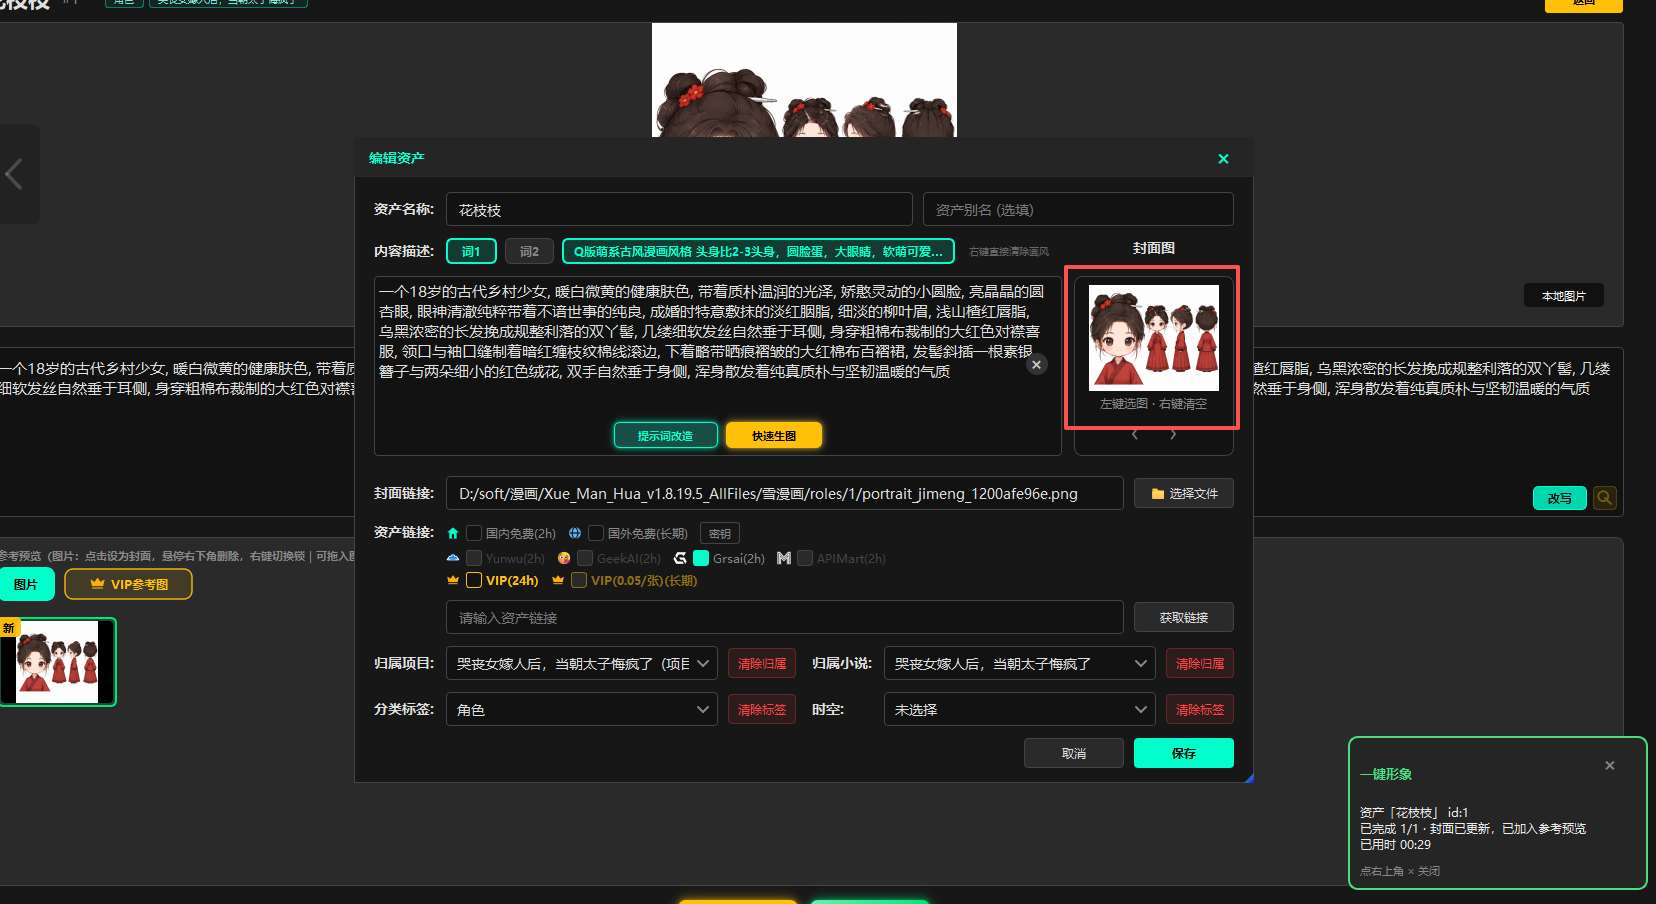 花枝枝 #1 角色 哭丧女嫁人后，当朝太子悔疯了 返回
编辑资产 ×
资产名称: 花枝枝 资产别名 (选填)
内容描述: 词1 词2 Q版萌系古风漫画风格 头身比2-3头身，圆脸蛋，大眼睛，软萌可爱... 右键直接清除画风 封面图
一个18岁的古代乡村少女, 暖白微黄的健康肤色, 带着质朴温润的光泽, 娇憨灵动的小圆脸, 亮晶晶的圆
杏眼, 眼神清澈纯粹带着不谙世事的纯良, 成婚时特意敷抹的淡红胭脂, 细淡的柳叶眉, 浅山楂红唇脂,
乌黑浓密的长发挽成规整利落的双丫髻, 几缕细软发丝自然垂于耳侧, 身穿粗棉布裁制的大红色对襟喜
服, 领口与袖口缝制着暗红缠枝纹棉线滚边, 下着略带晒痕褶皱的大红棉布百褶裙, 发髻斜插一根素银
簪子与两朵细小的红色绒花, 双手自然垂于身侧, 浑身散发着纯真质朴与坚韧温暖的气质
左键选图 · 右键清空
提示词改造 快速生图
本地图片
一个18岁的古代乡村少女, 暖白微黄的健康肤色, 带着质
细软发丝自然垂于耳侧, 身穿粗棉布裁制的大红色对襟喜
楂红唇脂, 乌黑浓密的长发挽成规整利落的双丫髻, 几缕
然垂于身侧, 浑身散发着纯真质朴与坚韧温暖的气质
改写
封面链接: D:/soft/漫画/Xue_Man_Hua_v1.8.19.5_AllFiles/雪漫画/roles/1/portrait_jimeng_1200afe96e.png 选择文件
资产链接: 国内免费(2h) 国外免费(长期) 密钥
Yunwu(2h) GeekAI(2h) Grsai(2h) APIMart(2h)
VIP(24h) VIP(0.05/张)(长期)
请输入资产链接 获取链接
参考预览（图片：点击设为封面，悬停右下角删除，右键切换锁 | 可拖入图
图片 VIP参考图
新
归属项目: 哭丧女嫁人后，当朝太子悔疯了（项目 清除归属 归属小说: 哭丧女嫁人后，当朝太子悔疯了 清除归属
分类标签: 角色 清除标签 时空: 未选择 清除标签
取消 保存
一键形象 ×
资产「花枝枝」 id:1
已完成 1/1 · 封面已更新，已加入参考预览
已用时 00:29
点右上角 × 关闭